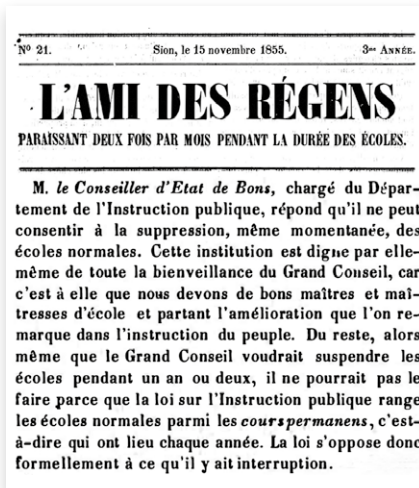 N° 21.
Sion, le 15 novembre 1855.
3me ANNÉE.
L'AMI DES RÉGENS
PARAISSANT DEUX FOIS PAR MOIS PENDANT LA DURÉE DES ÉCOLES.
M. le Conseiller d'Etat de Bons, chargé du Dépar-
tement de l'Instruction publique, répond qu'il ne peut
consentir à la suppression, même momentanée, des
écoles normales. Cette institution est digne par elle-
même de toute la bienveillance du Grand Conseil, car
c'est à elle que nous devons de bons maîtres et maî-
tresses d'école et partant l'amélioration que l'on re-
marque dans l'instruction du peuple. Du reste, alors
même que le Grand Conseil voudrait suspendre les
écoles pendant un an ou deux, il ne pourrait pas le
faire parce que la loi sur l'Instruction publique range
les écoles normales parmi les cours permanens, c'est-
à-dire qui ont lieu chaque année. La loi s'oppose donc
formellement à ce qu'il y ait interruption.